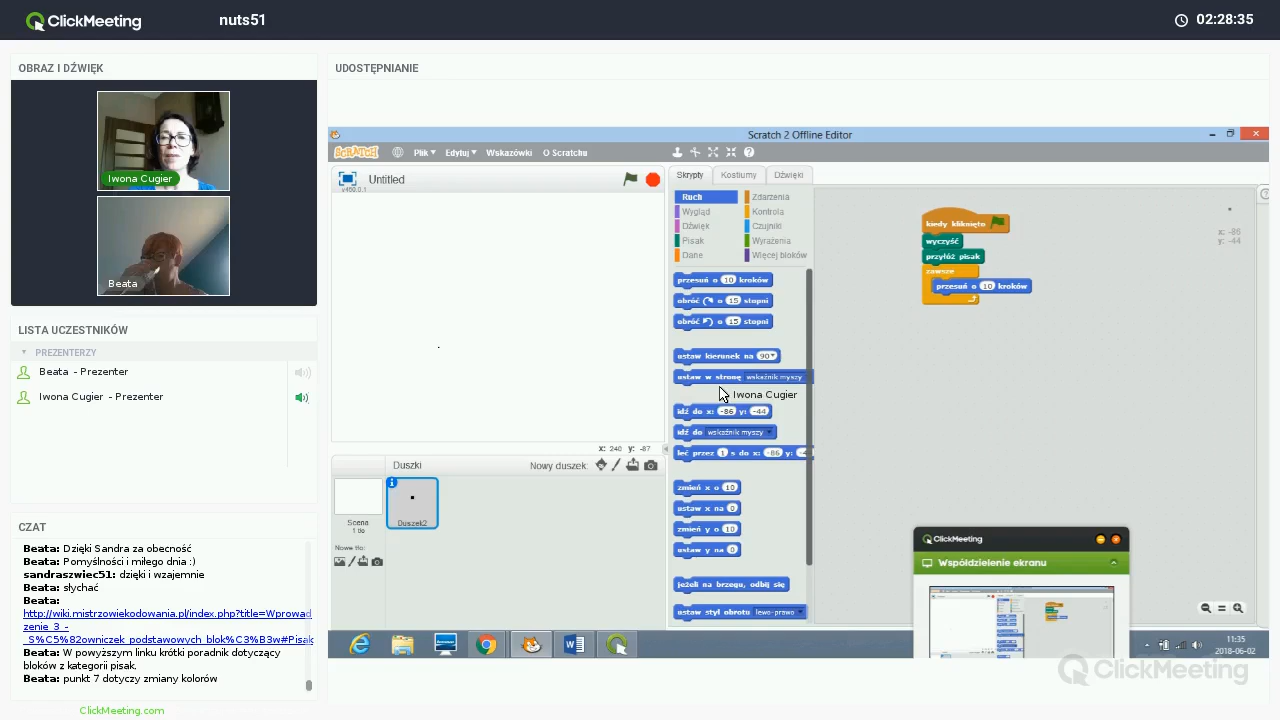 ClickMeeting
nuts51
02:28:35
OBRAZ I DŹWIĘK
UDOSTĘPNIANIE
Iwona Cugier
Beata
LISTA UCZESTNIKÓW
PREZENTERZY
Beata - Prezenter
Iwona Cugier - Prezenter
CZAT
Beata: Dzięki Sandra za obecność
Beata: Pomyślności i miłego dnia :)
sandraszwiec51: dzięki i wzajemnie
Beata: slychać
Beata:
http://wiki.mistrzowiekodowania.pl/index.php?title=Wprowad
zenie_3_-
_S%C5%82owniczek_podstawowych_blok%C3%B3w#Pisak
Beata: W powyższym linku krótki poradnik dotyczący
bloków z kategorii pisak.
Beata: punkt 7 dotyczy zmiany kolorów
ClickMeeting.com
Scratch 2 Offline Editor
SCRATCH
Plik
Edytuj
Wskazówki
O Scratchu
Untitled
v460.0.1
x: 240 y: -87
Duszki
Nowy duszek:
Scena
1 tło
Nowe tło:
Duszek2
Skrypty
Kostiumy
Dźwięki
Ruch
Zdarzenia
Wygląd
Kontrola
Dźwięk
Czujniki
Pisak
Wyrażenia
Dane
Więcej bloków
przesuń o 10 kroków
obróć o 15 stopni
obróć o 15 stopni
ustaw kierunek na 90
ustaw w stronę wskaźnik myszy
Iwona Cugier
idź do x: -86 y: -44
idź do wskaźnik myszy
leć przez 1 s do x: -86 y:
zmień x o 10
ustaw x na 0
zmień y o 10
ustaw y na 0
jeżeli na brzegu, odbij się
ustaw styl obrotu lewo-prawo
kiedy kliknięto
wyczyść
przyłóż pisak
zawsze
przesuń o 10 kroków
x: -86
y: -44
ClickMeeting
Współdzielenie ekranu
11:35
2018-06-02
ClickMeeting